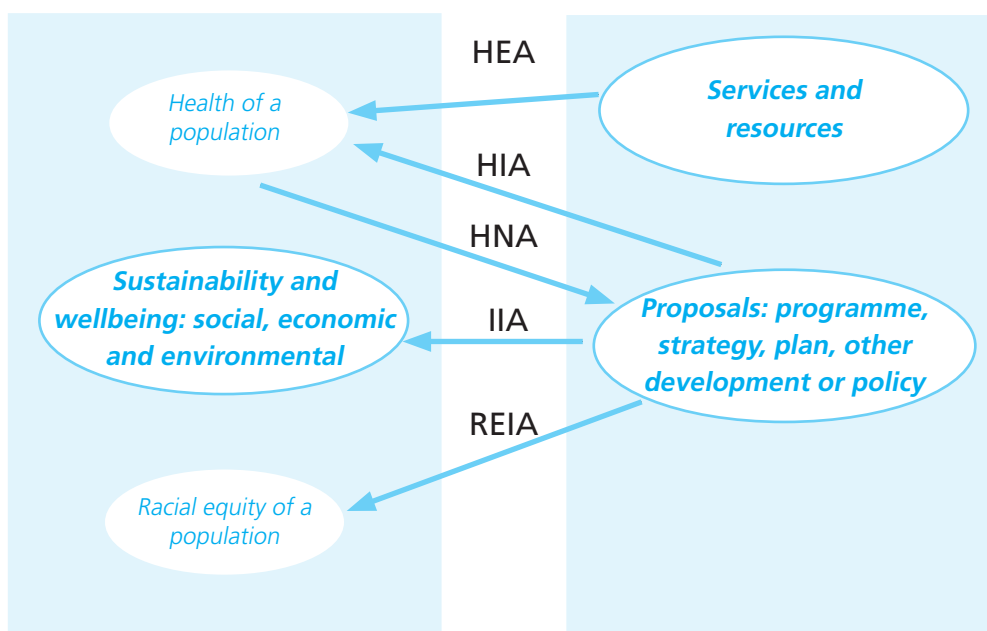 HEA
Health of a
population
Services and
resources
HIA
HNA
Sustainability and
wellbeing: social, economic
and environmental
IIA
Proposals: programme,
strategy, plan, other
development or policy
REIA
Racial equity of a
population